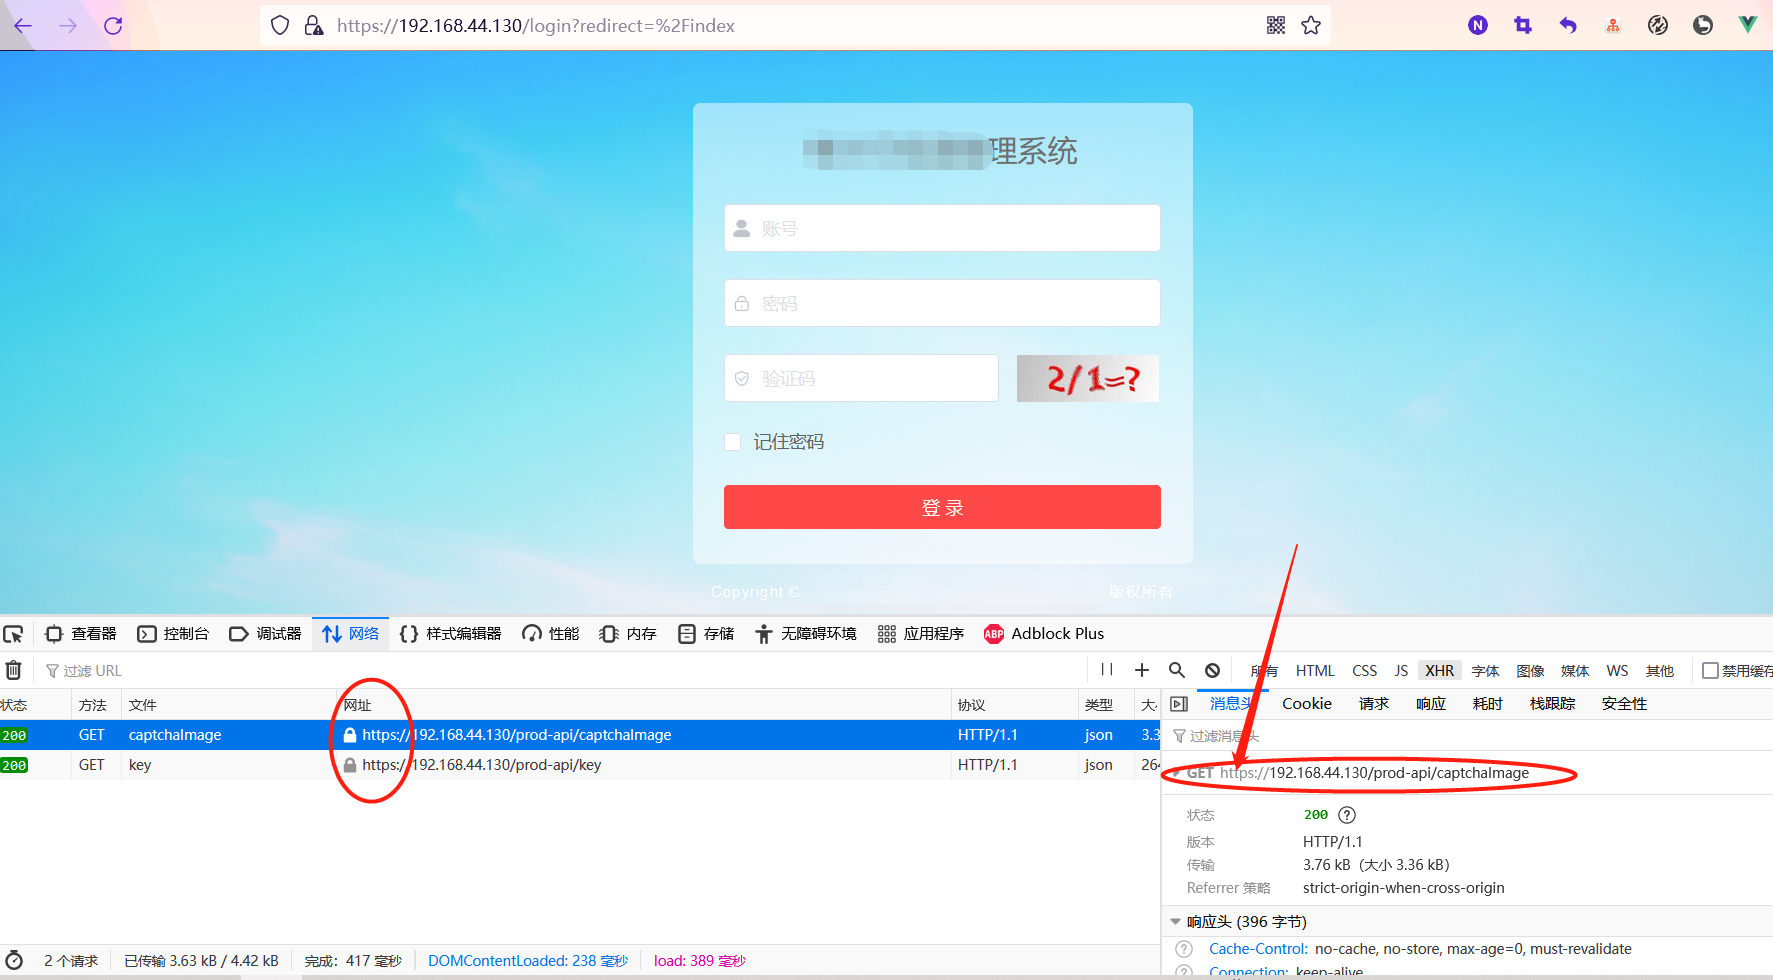 https://192.168.44.130/login?redirect=%2Findex
N
理系统
账号
密码
验证码
2/1=?
记住密码
登录
Copyright © 版权所有
查看器 控制台 调试器 网络 样式编辑器 性能 内存 存储 无障碍环境 应用程序 ABP Adblock Plus
过滤 URL
所有 HTML CSS JS XHR 字体 图像 媒体 WS 其他 禁用缓存
状态 方法 文件 网址 协议 类型 大
消息头 Cookie 请求 响应 耗时 栈跟踪 安全性
200 GET captchaImage https://192.168.44.130/prod-api/captchaImage HTTP/1.1 json 3.3
过滤消息头
200 GET key https://192.168.44.130/prod-api/key HTTP/1.1 json 264
GET https://192.168.44.130/prod-api/captchaImage
状态 200 ?
版本 HTTP/1.1
传输 3.76 kB（大小 3.36 kB）
Referrer 策略 strict-origin-when-cross-origin
响应头 (396 字节)
? Cache-Control: no-cache, no-store, max-age=0, must-revalidate
? Connection: keep-alive
2 个请求 已传输 3.63 kB / 4.42 kB 完成：417 毫秒 DOMContentLoaded: 238 毫秒 load: 389 毫秒